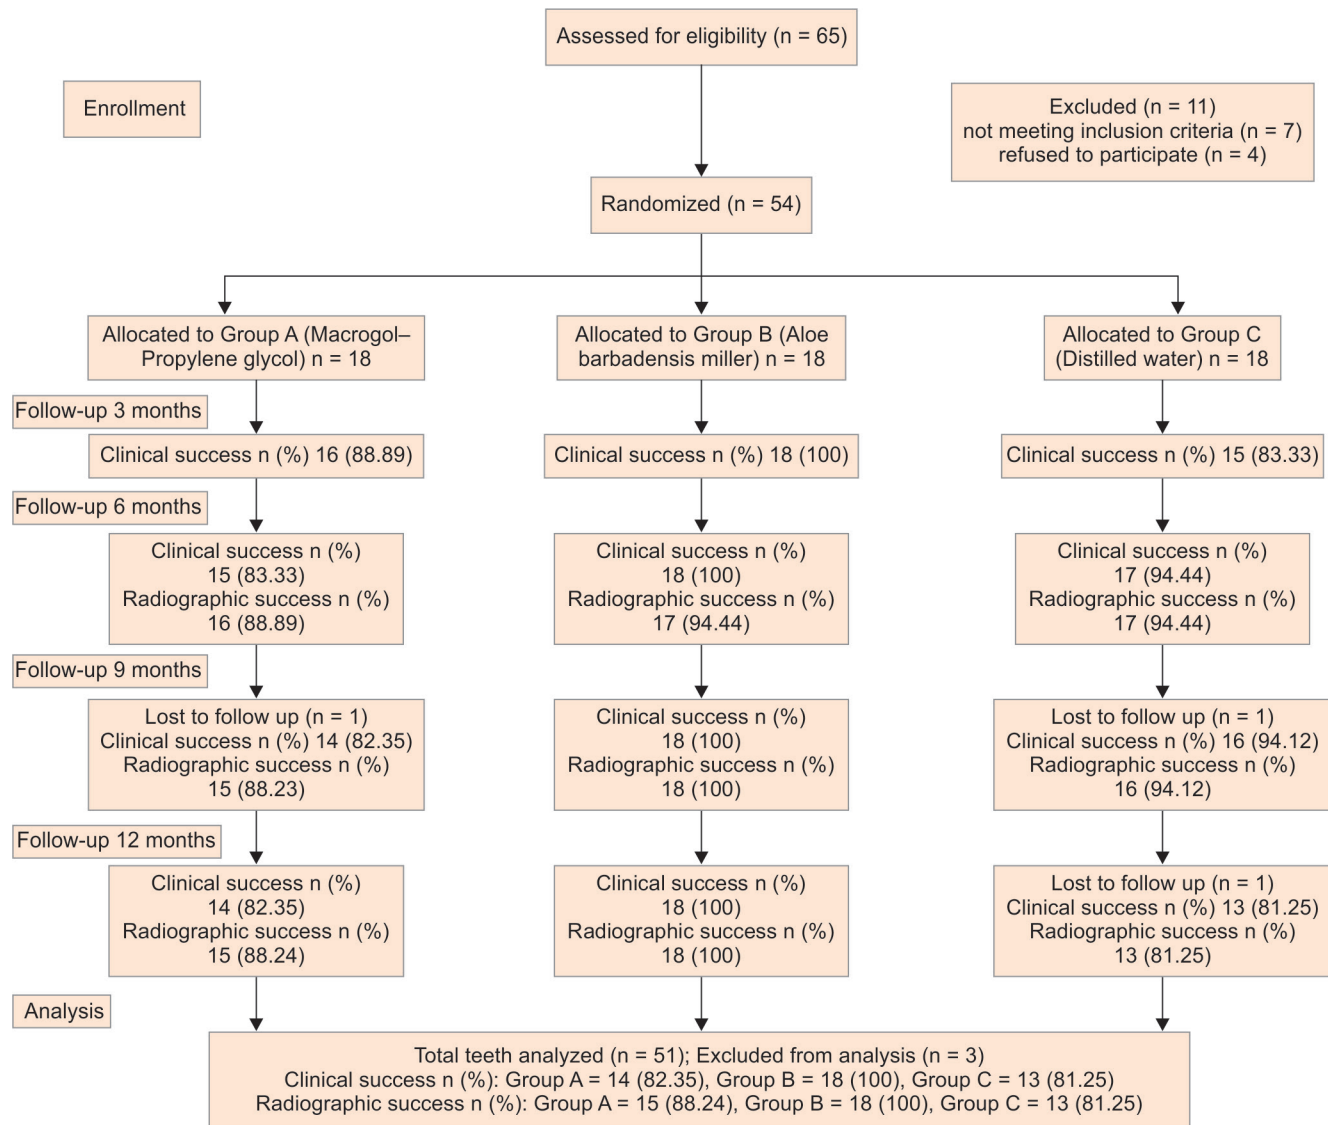 Assessed for eligibility (n = 65)
Enrollment
Excluded (n = 11)
not meeting inclusion criteria (n = 7)
refused to participate (n = 4)
Randomized (n = 54)
Allocated to Group A (Macrogol–
Propylene glycol) n = 18
Allocated to Group B (Aloe
barbadensis miller) n = 18
Allocated to Group C
(Distilled water) n = 18
Follow-up 3 months
Clinical success n (%) 16 (88.89)
Clinical success n (%) 18 (100)
Clinical success n (%) 15 (83.33)
Follow-up 6 months
Clinical success n (%)
15 (83.33)
Radiographic success n (%)
16 (88.89)
Clinical success n (%)
18 (100)
Radiographic success n (%)
17 (94.44)
Clinical success n (%)
17 (94.44)
Radiographic success n (%)
17 (94.44)
Follow-up 9 months
Lost to follow up (n = 1)
Clinical success n (%) 14 (82.35)
Radiographic success n (%)
15 (88.23)
Clinical success n (%)
18 (100)
Radiographic success n (%)
18 (100)
Lost to follow up (n = 1)
Clinical success n (%) 16 (94.12)
Radiographic success n (%)
16 (94.12)
Follow-up 12 months
Clinical success n (%)
14 (82.35)
Radiographic success n (%)
15 (88.24)
Clinical success n (%)
18 (100)
Radiographic success n (%)
18 (100)
Lost to follow up (n = 1)
Clinical success n (%) 13 (81.25)
Radiographic success n (%)
13 (81.25)
Analysis
Total teeth analyzed (n = 51); Excluded from analysis (n = 3)
Clinical success n (%): Group A = 14 (82.35), Group B = 18 (100), Group C = 13 (81.25)
Radiographic success n (%): Group A = 15 (88.24), Group B = 18 (100), Group C = 13 (81.25)